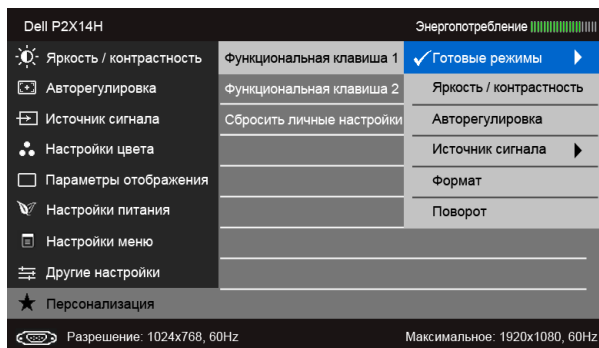 Dell P2X14H
Энергопотребление
Яркость / контрастность
Функциональная клавиша 1
Готовые режимы
Авторегулировка
Функциональная клавиша 2
Яркость / контрастность
Источник сигнала
Сбросить личные настройки
Авторегулировка
Настройки цвета
Источник сигнала
Параметры отображения
Формат
Настройки питания
Поворот
Настройки меню
Другие настройки
Персонализация
Разрешение: 1024x768, 60Hz
Максимальное: 1920x1080, 60Hz